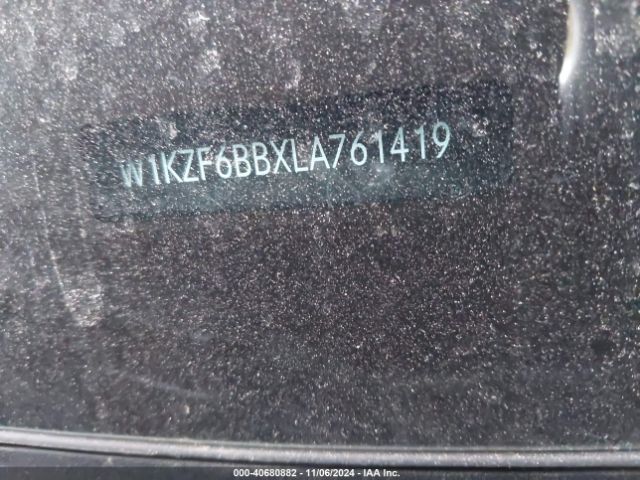 W1KZF6BBXLA761419
000-40680882 - 11/06/2024 - IAA Inc.